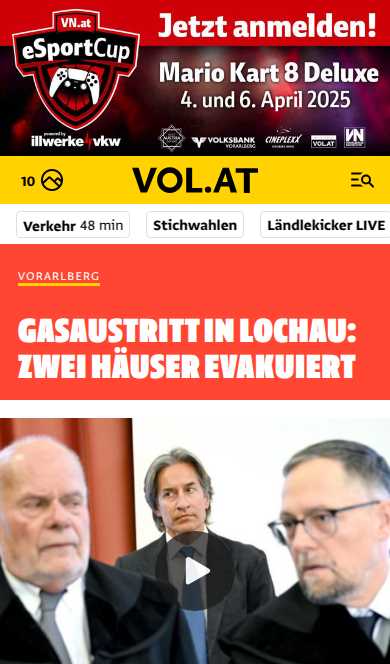 VN.at
eSportCup
powered by
illwerke vkw
Jetzt anmelden!
Mario Kart 8 Deluxe
4. und 6. April 2025
VOLKSBANK
VORARLBERG
CINEPLEXX
VOL.AT
VN
10
VOL.AT
Verkehr 48 min
Stichwahlen
Ländlekicker LIVE
VORARLBERG
GASAUSTRITT IN LOCHAU:
ZWEI HÄUSER EVAKUIERT